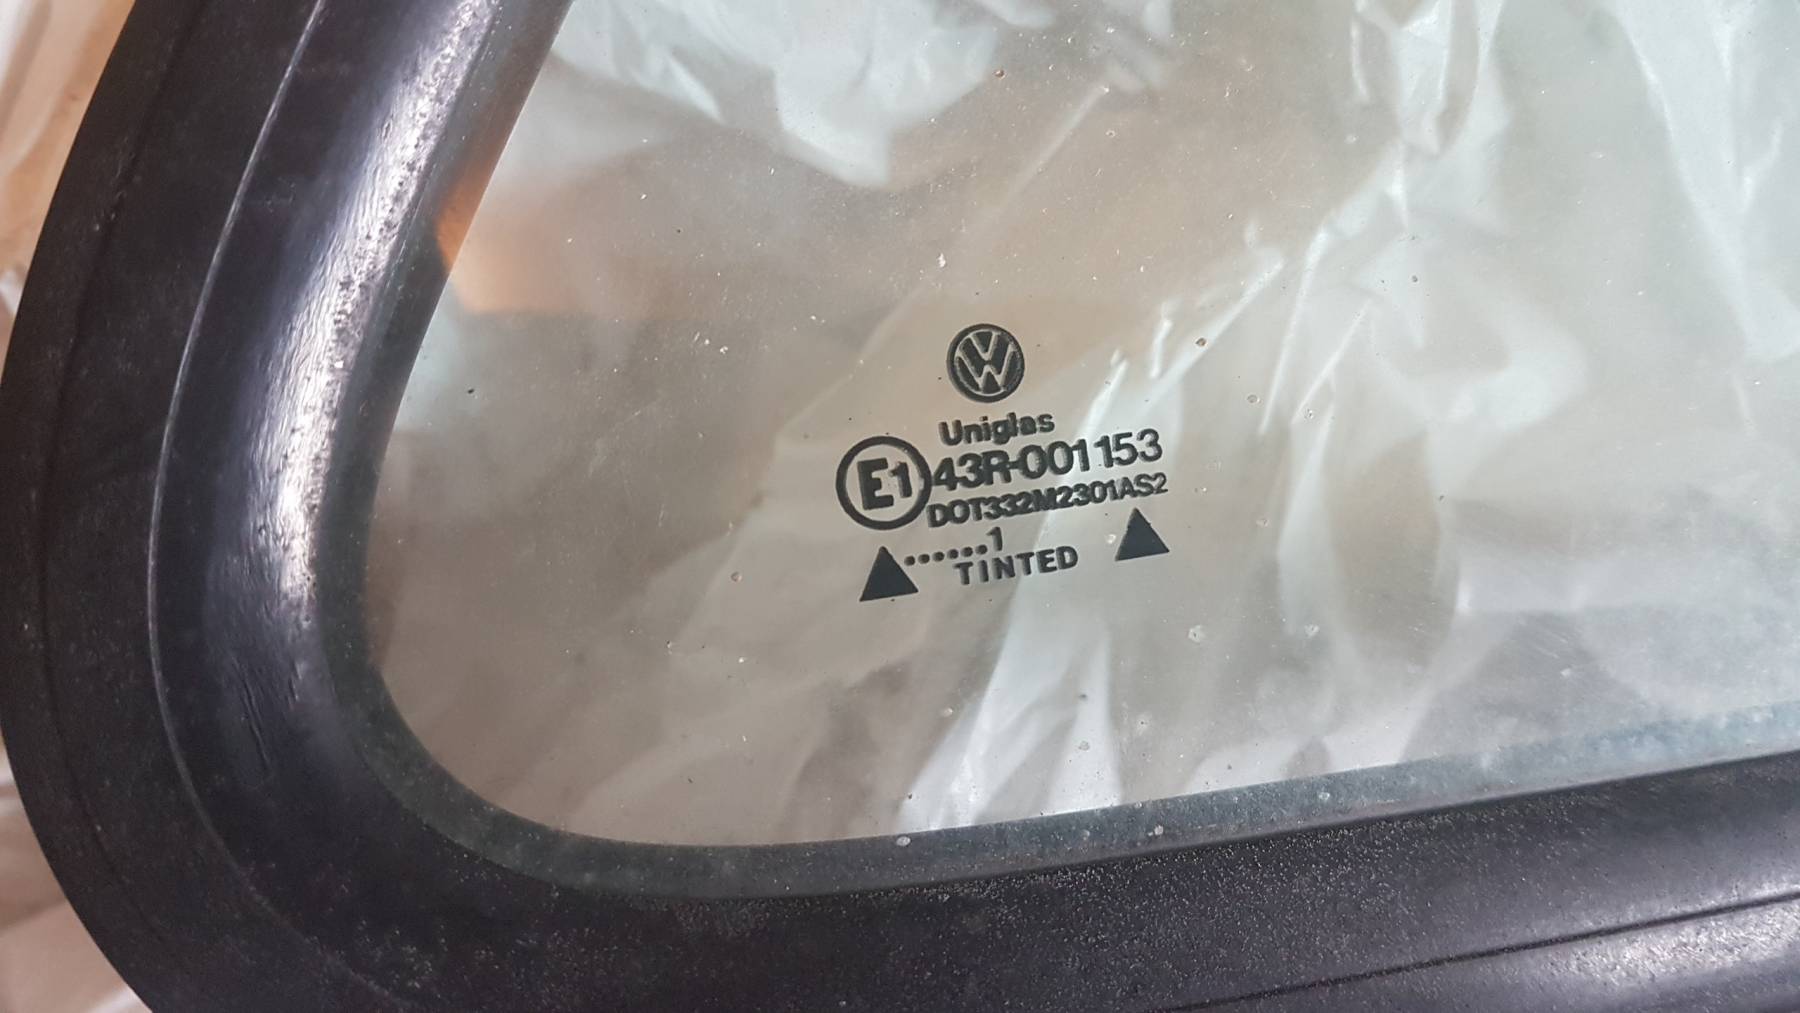 Uniglas
E1 43R-001153
DOT332M2301AS2
......1
TINTED